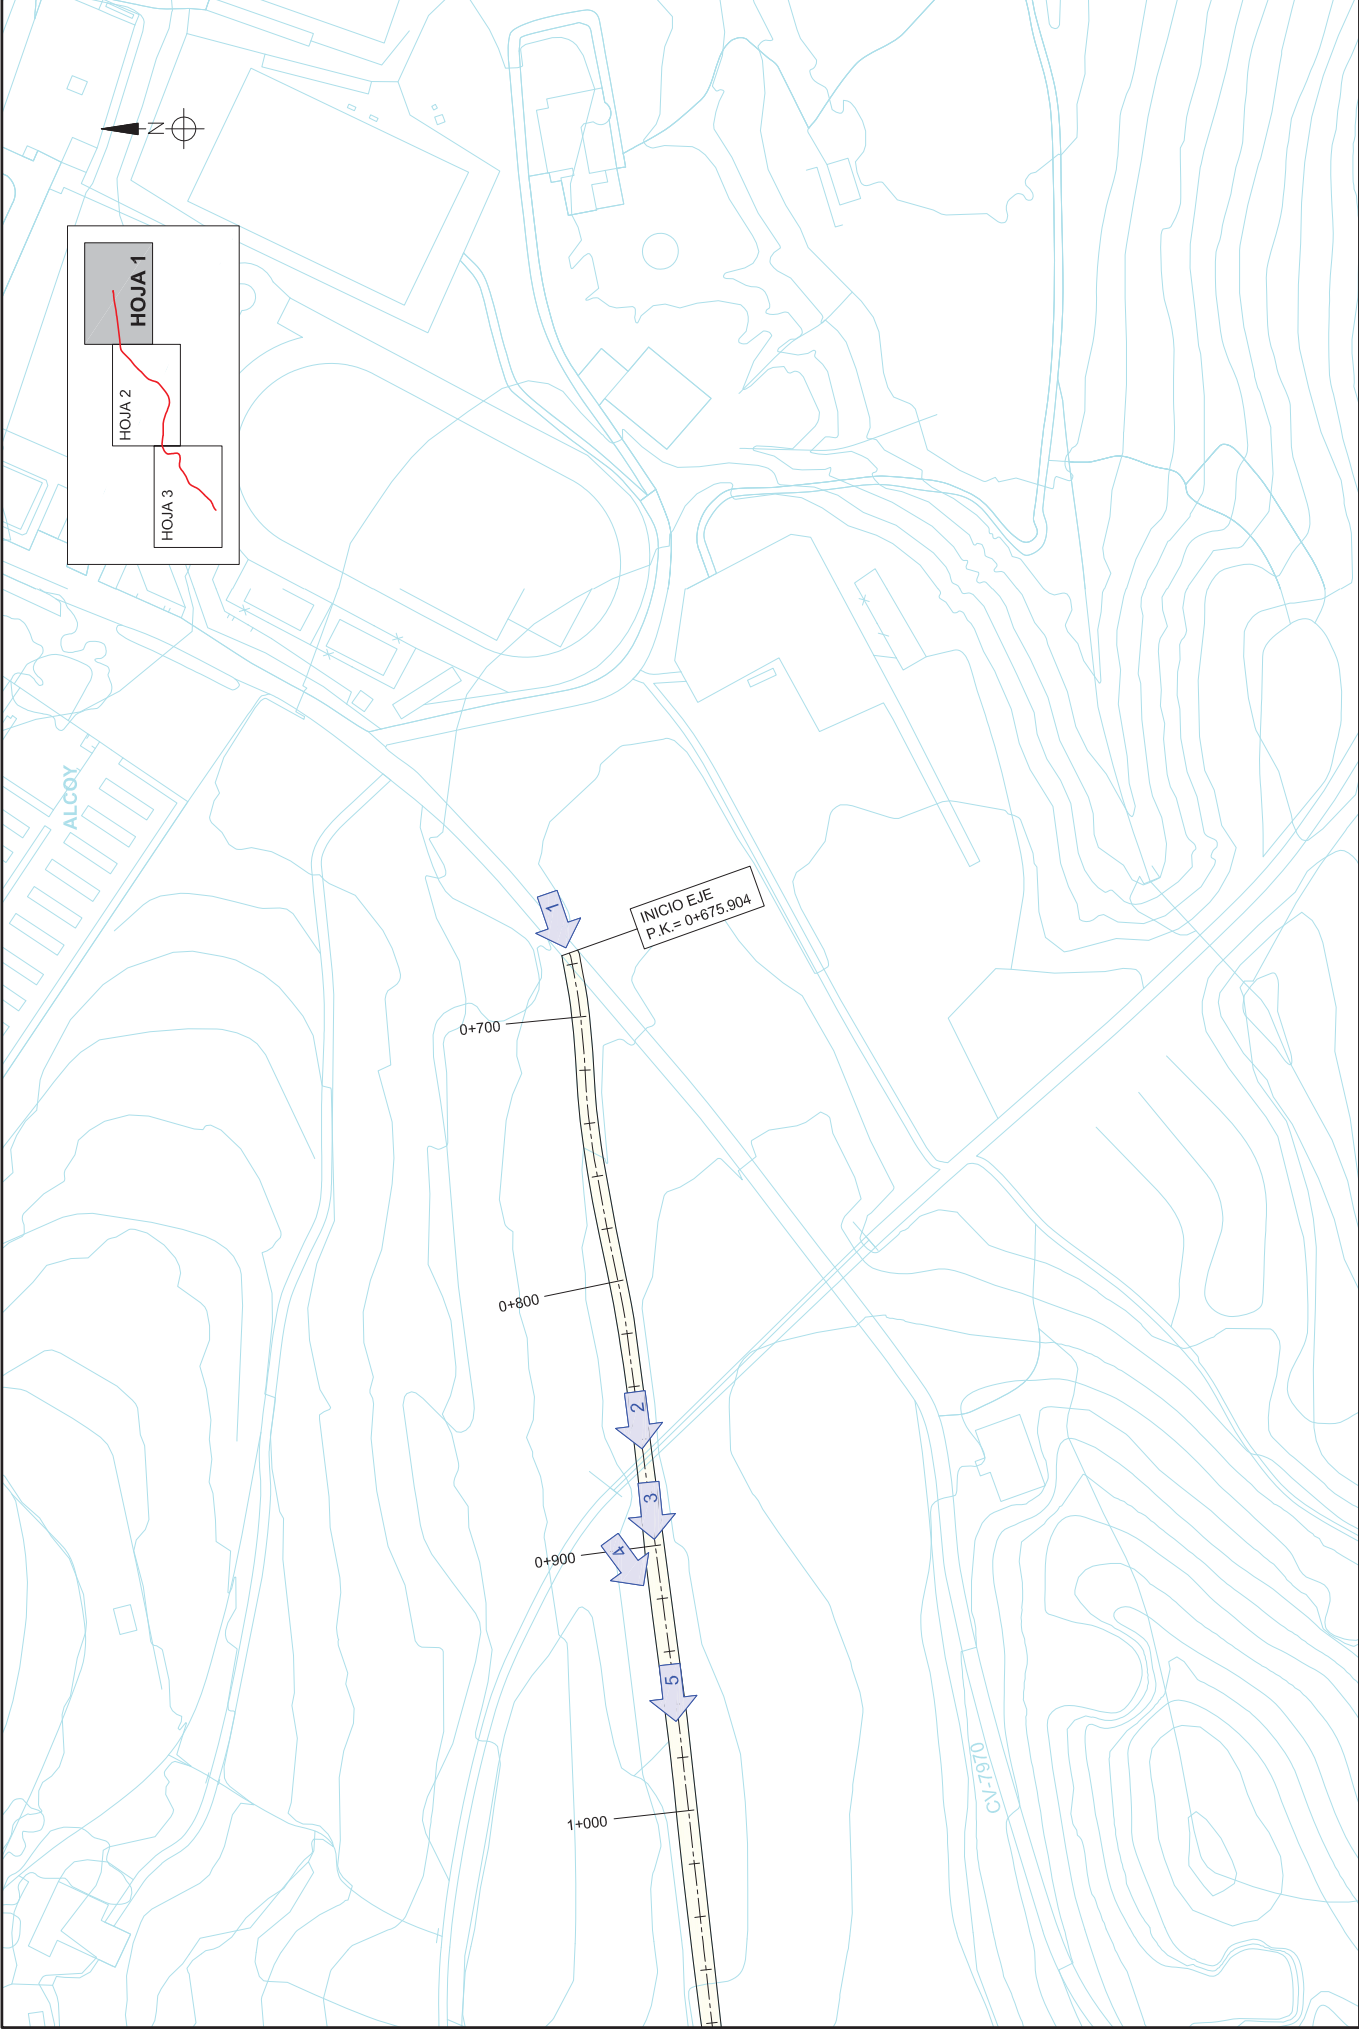 N
HOJA 1
HOJA 2
HOJA 3
ALCOY
1
INICIO EJE
P.K.= 0+675.904
0+700
0+800
2
3
4
0+900
5
1+000
CV-7970